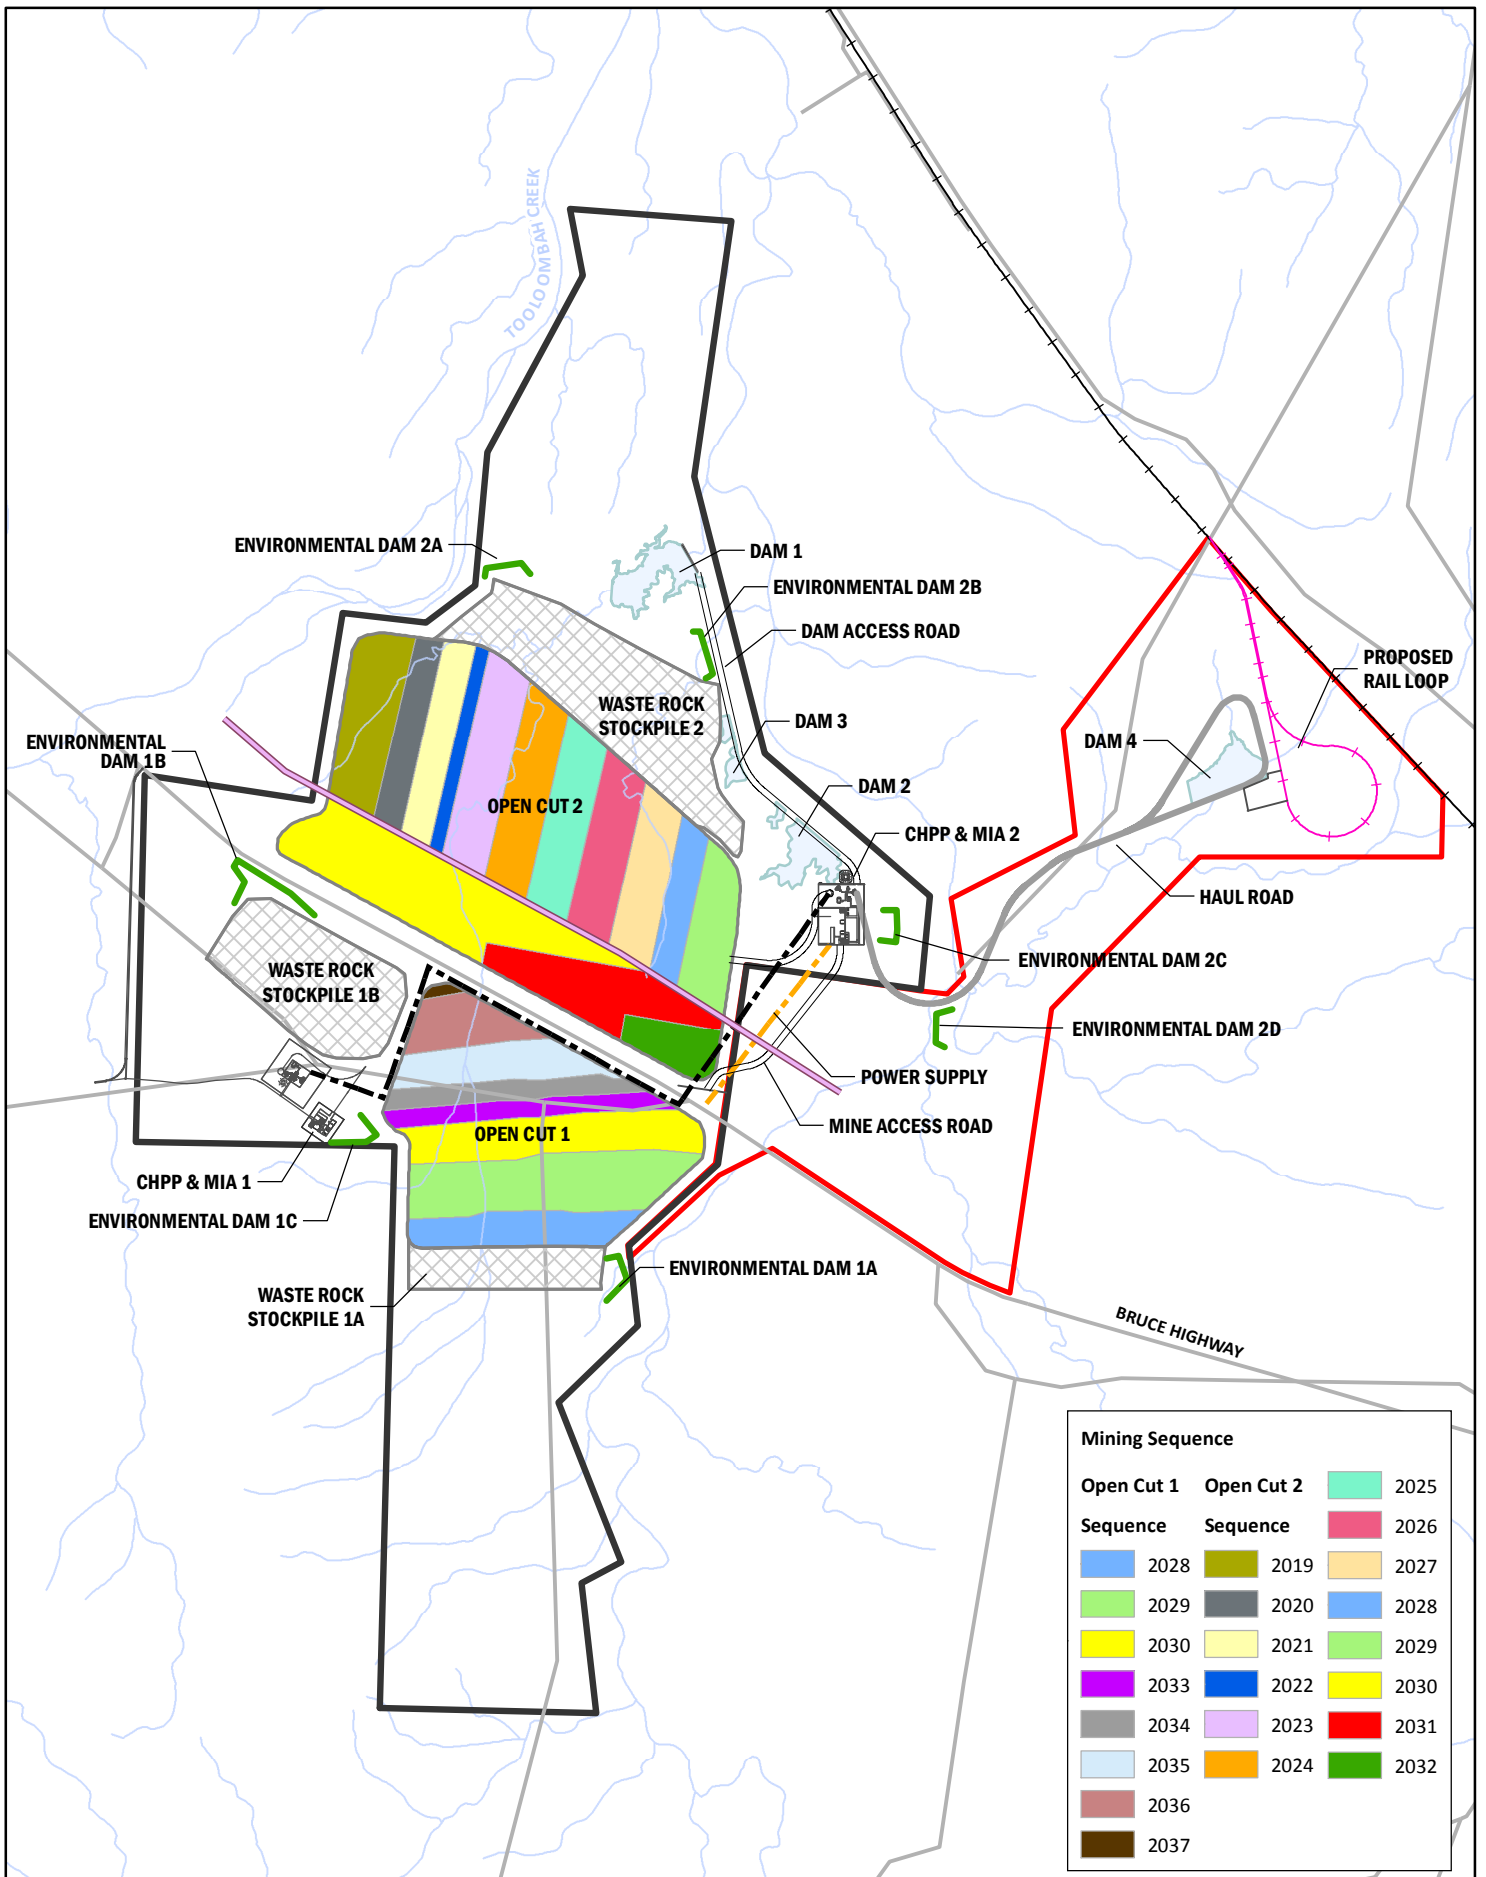 TOOLOOMBAH CREEK
ENVIRONMENTAL DAM 2A
DAM 1
ENVIRONMENTAL DAM 2B
DAM ACCESS ROAD
PROPOSED
RAIL LOOP
WASTE ROCK
STOCKPILE 2
DAM 3
DAM 4
ENVIRONMENTAL
DAM 1B
DAM 2
OPEN CUT 2
CHPP & MIA 2
HAUL ROAD
WASTE ROCK
STOCKPILE 1B
ENVIRONMENTAL DAM 2C
ENVIRONMENTAL DAM 2D
POWER SUPPLY
MINE ACCESS ROAD
OPEN CUT 1
CHPP & MIA 1
ENVIRONMENTAL DAM 1C
ENVIRONMENTAL DAM 1A
WASTE ROCK
STOCKPILE 1A
BRUCE HIGHWAY
Mining Sequence
Open Cut 1
Sequence
2028
2029
2030
2033
2034
2035
2036
2037
Open Cut 2
Sequence
2019
2020
2021
2022
2023
2024
2025
2026
2027
2028
2029
2030
2031
2032